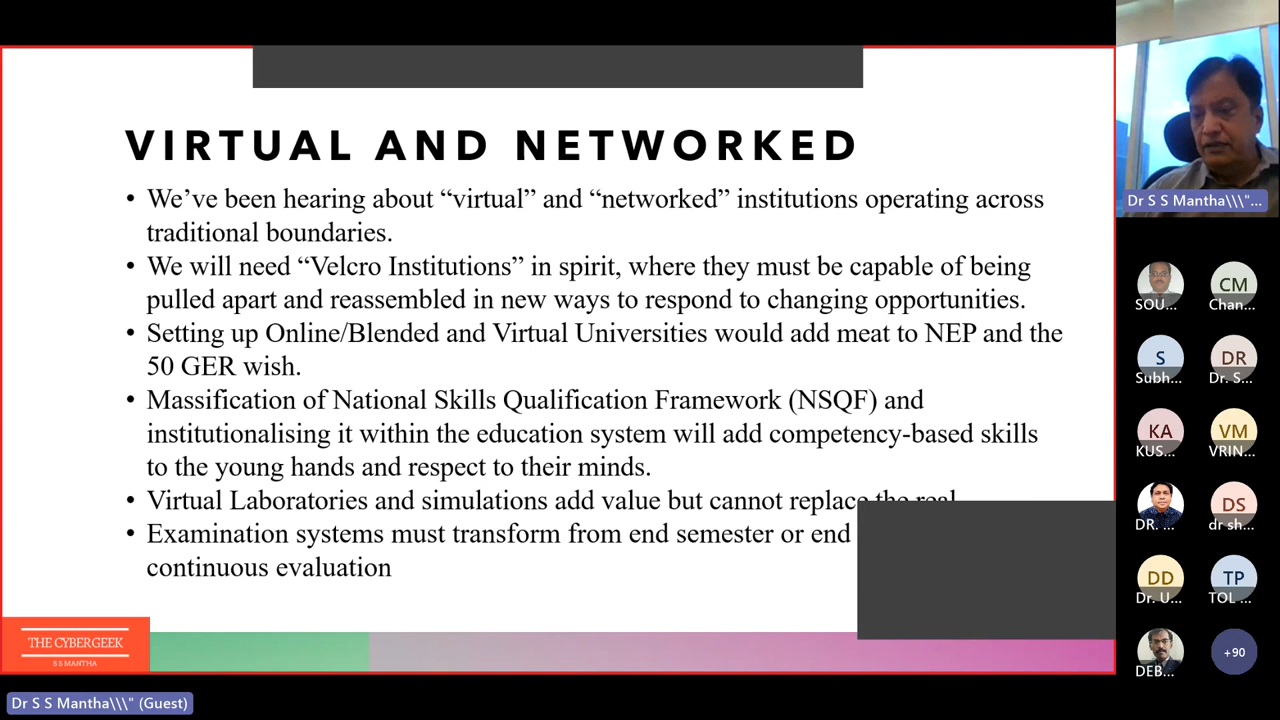 VIRTUAL AND NETWORKED
• We’ve been hearing about “virtual” and “networked” institutions operating across
traditional boundaries.
• We will need “Velcro Institutions” in spirit, where they must be capable of being
pulled apart and reassembled in new ways to respond to changing opportunities.
• Setting up Online/Blended and Virtual Universities would add meat to NEP and the
50 GER wish.
• Massification of National Skills Qualification Framework (NSQF) and
institutionalising it within the education system will add competency-based skills
to the young hands and respect to their minds.
• Virtual Laboratories and simulations add value but cannot replace the real
• Examination systems must transform from end semester or end
continuous evaluation
THE CYBERGEEK
S S MANTHA
Dr S S Mantha\\\" (Guest)
Dr S S Mantha\\\"...
SOU...
CM
Chan...
S
Subh...
DR
Dr. S...
KA
KUS...
VM
VRIN...
DR. ...
DS
dr sh...
DD
Dr. U...
TP
TOL ...
DEB...
+90